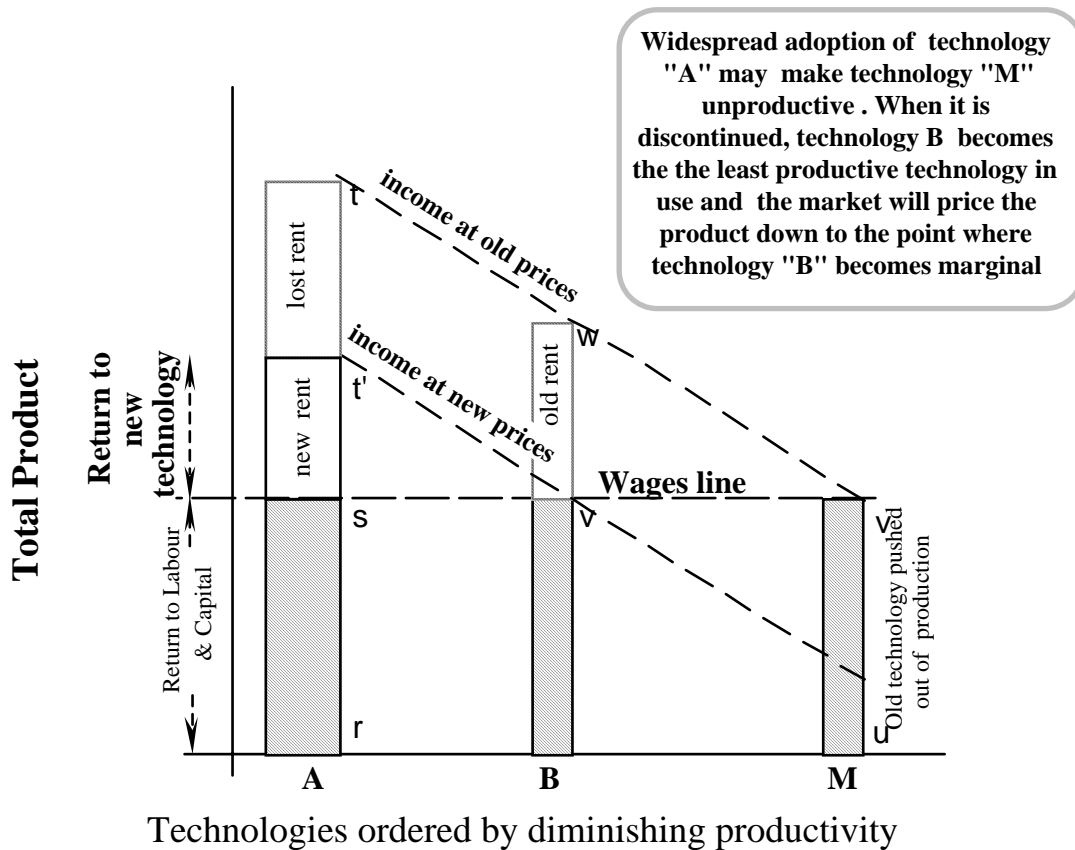 Widespread adoption of technology
"A" may make technology "M"
unproductive . When it is
discontinued, technology B becomes
the the least productive technology in
use and the market will price the
product down to the point where
technology "B" becomes marginal
Total Product
Return to
new
technology
Return to Labour
& Capital
lost rent
new rent
old rent
income at old prices
income at new prices
Wages line
t
t'
s
r
w
v
v
u
Old technology pushed
out of production
A
B
M
Technologies ordered by diminishing productivity